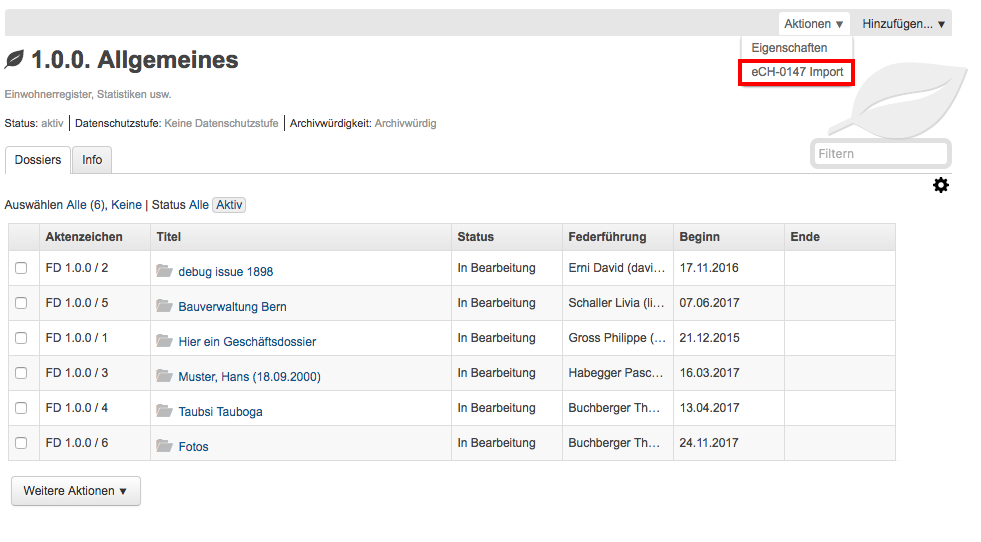 Aktionen ▼ Hinzufügen... ▼
Eigenschaften
eCH-0147 Import
1.0.0. Allgemeines
Einwohnerregister, Statistiken usw.
Status: aktiv | Datenschutzstufe: Keine Datenschutzstufe | Archivwürdigkeit: Archivwürdig
Filtern
Dossiers Info
Auswählen Alle (6), Keine | Status Alle Aktiv
Aktenzeichen Titel Status Federführung Beginn Ende
FD 1.0.0 / 2 debug issue 1898 In Bearbeitung Erni David (davi... 17.11.2016
FD 1.0.0 / 5 Bauverwaltung Bern In Bearbeitung Schaller Livia (li... 07.06.2017
FD 1.0.0 / 1 Hier ein Geschäftsdossier In Bearbeitung Gross Philippe (... 21.12.2015
FD 1.0.0 / 3 Muster, Hans (18.09.2000) In Bearbeitung Habegger Pasc... 16.03.2017
FD 1.0.0 / 4 Taubsi Tauboga In Bearbeitung Buchberger Th... 13.04.2017
FD 1.0.0 / 6 Fotos In Bearbeitung Buchberger Th... 24.11.2017
Weitere Aktionen ▼